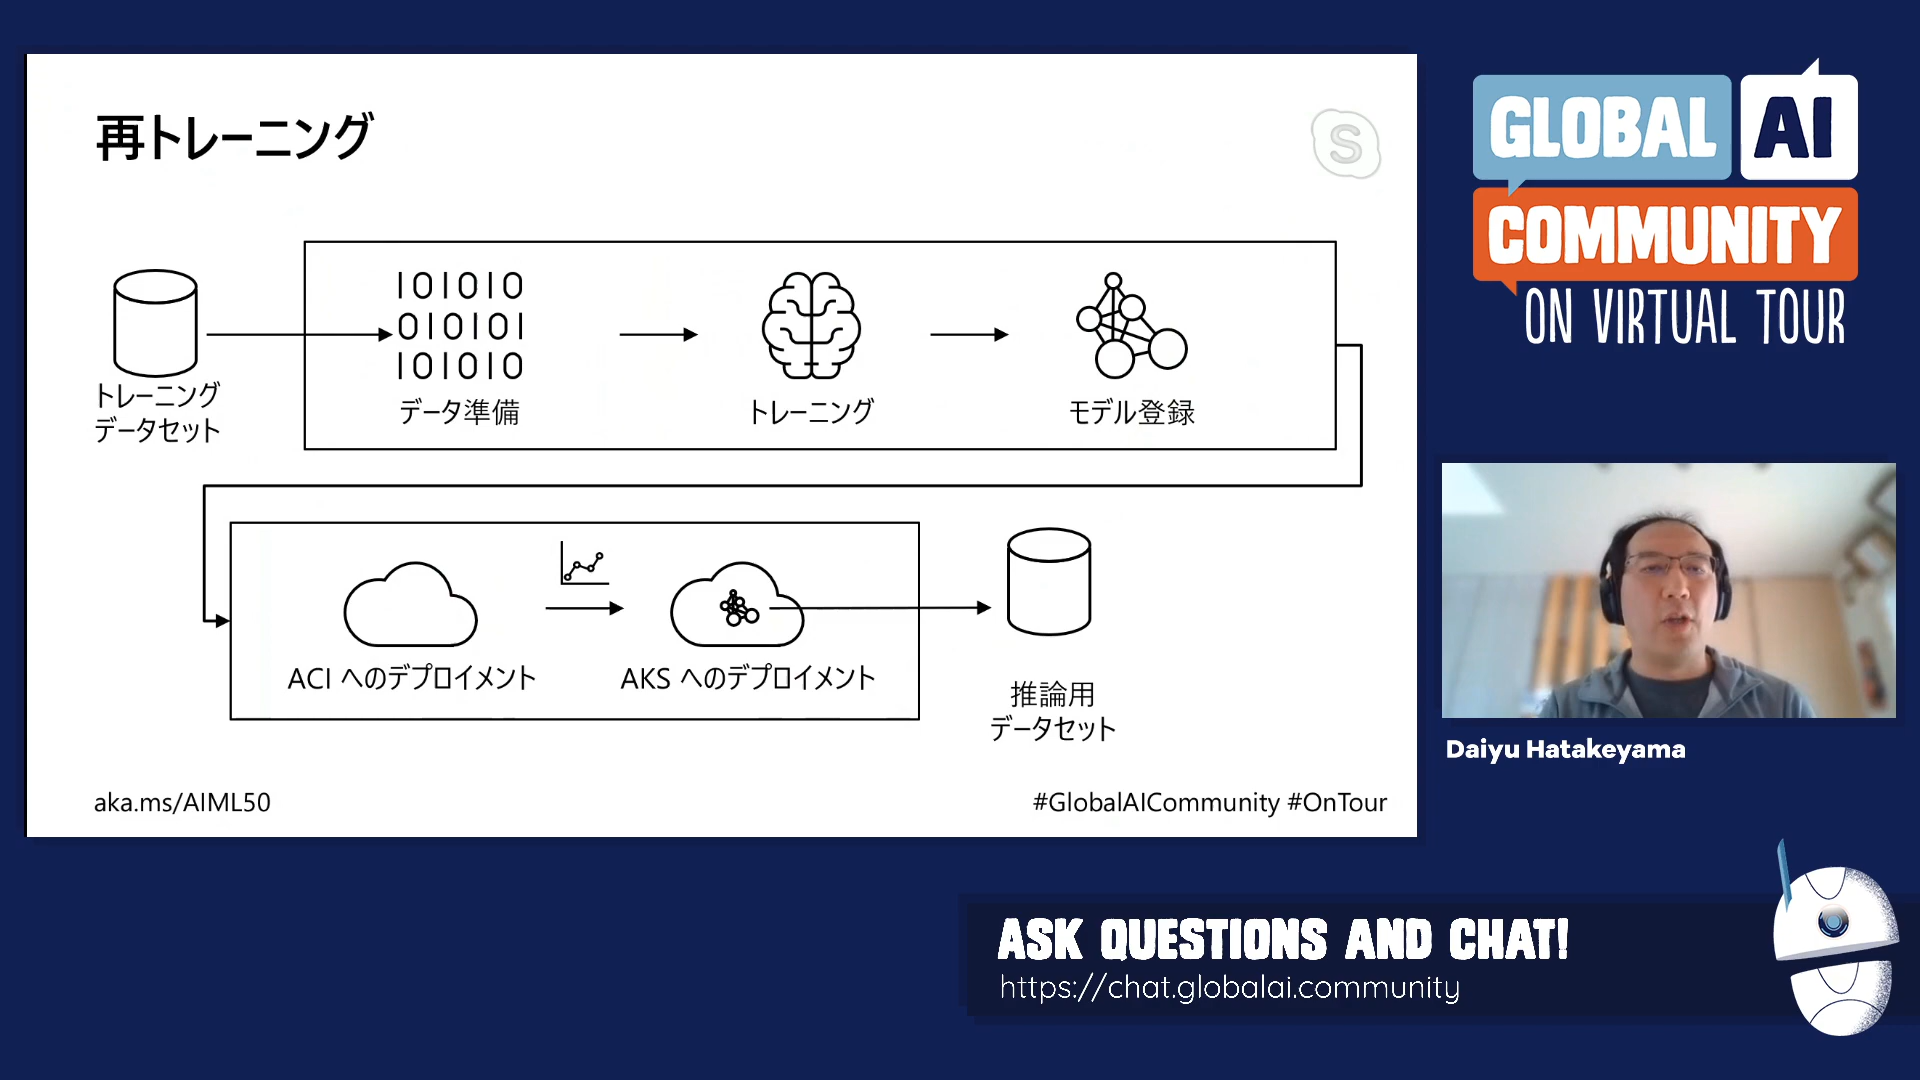 再トレーニング
S
101010
010101
101010
トレーニング
データセット
データ準備
トレーニング
モデル登録
ACI へのデプロイメント
AKS へのデプロイメント
推論用
データセット
aka.ms/AIML50
#GlobalAICommunity #OnTour
GLOBAL AI
COMMUNITY
ON VIRTUAL TOUR
Daiyu Hatakeyama
ASK QUESTIONS AND CHAT!
https://chat.globalai.community